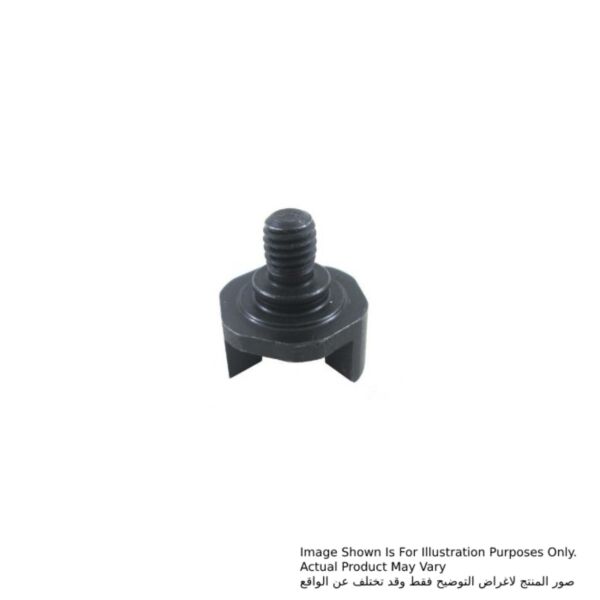 Image Shown Is For Illustration Purposes Only.
Actual Product May Vary
صور المنتج لاغراض التوضيح فقط وقد تختلف عن الواقع